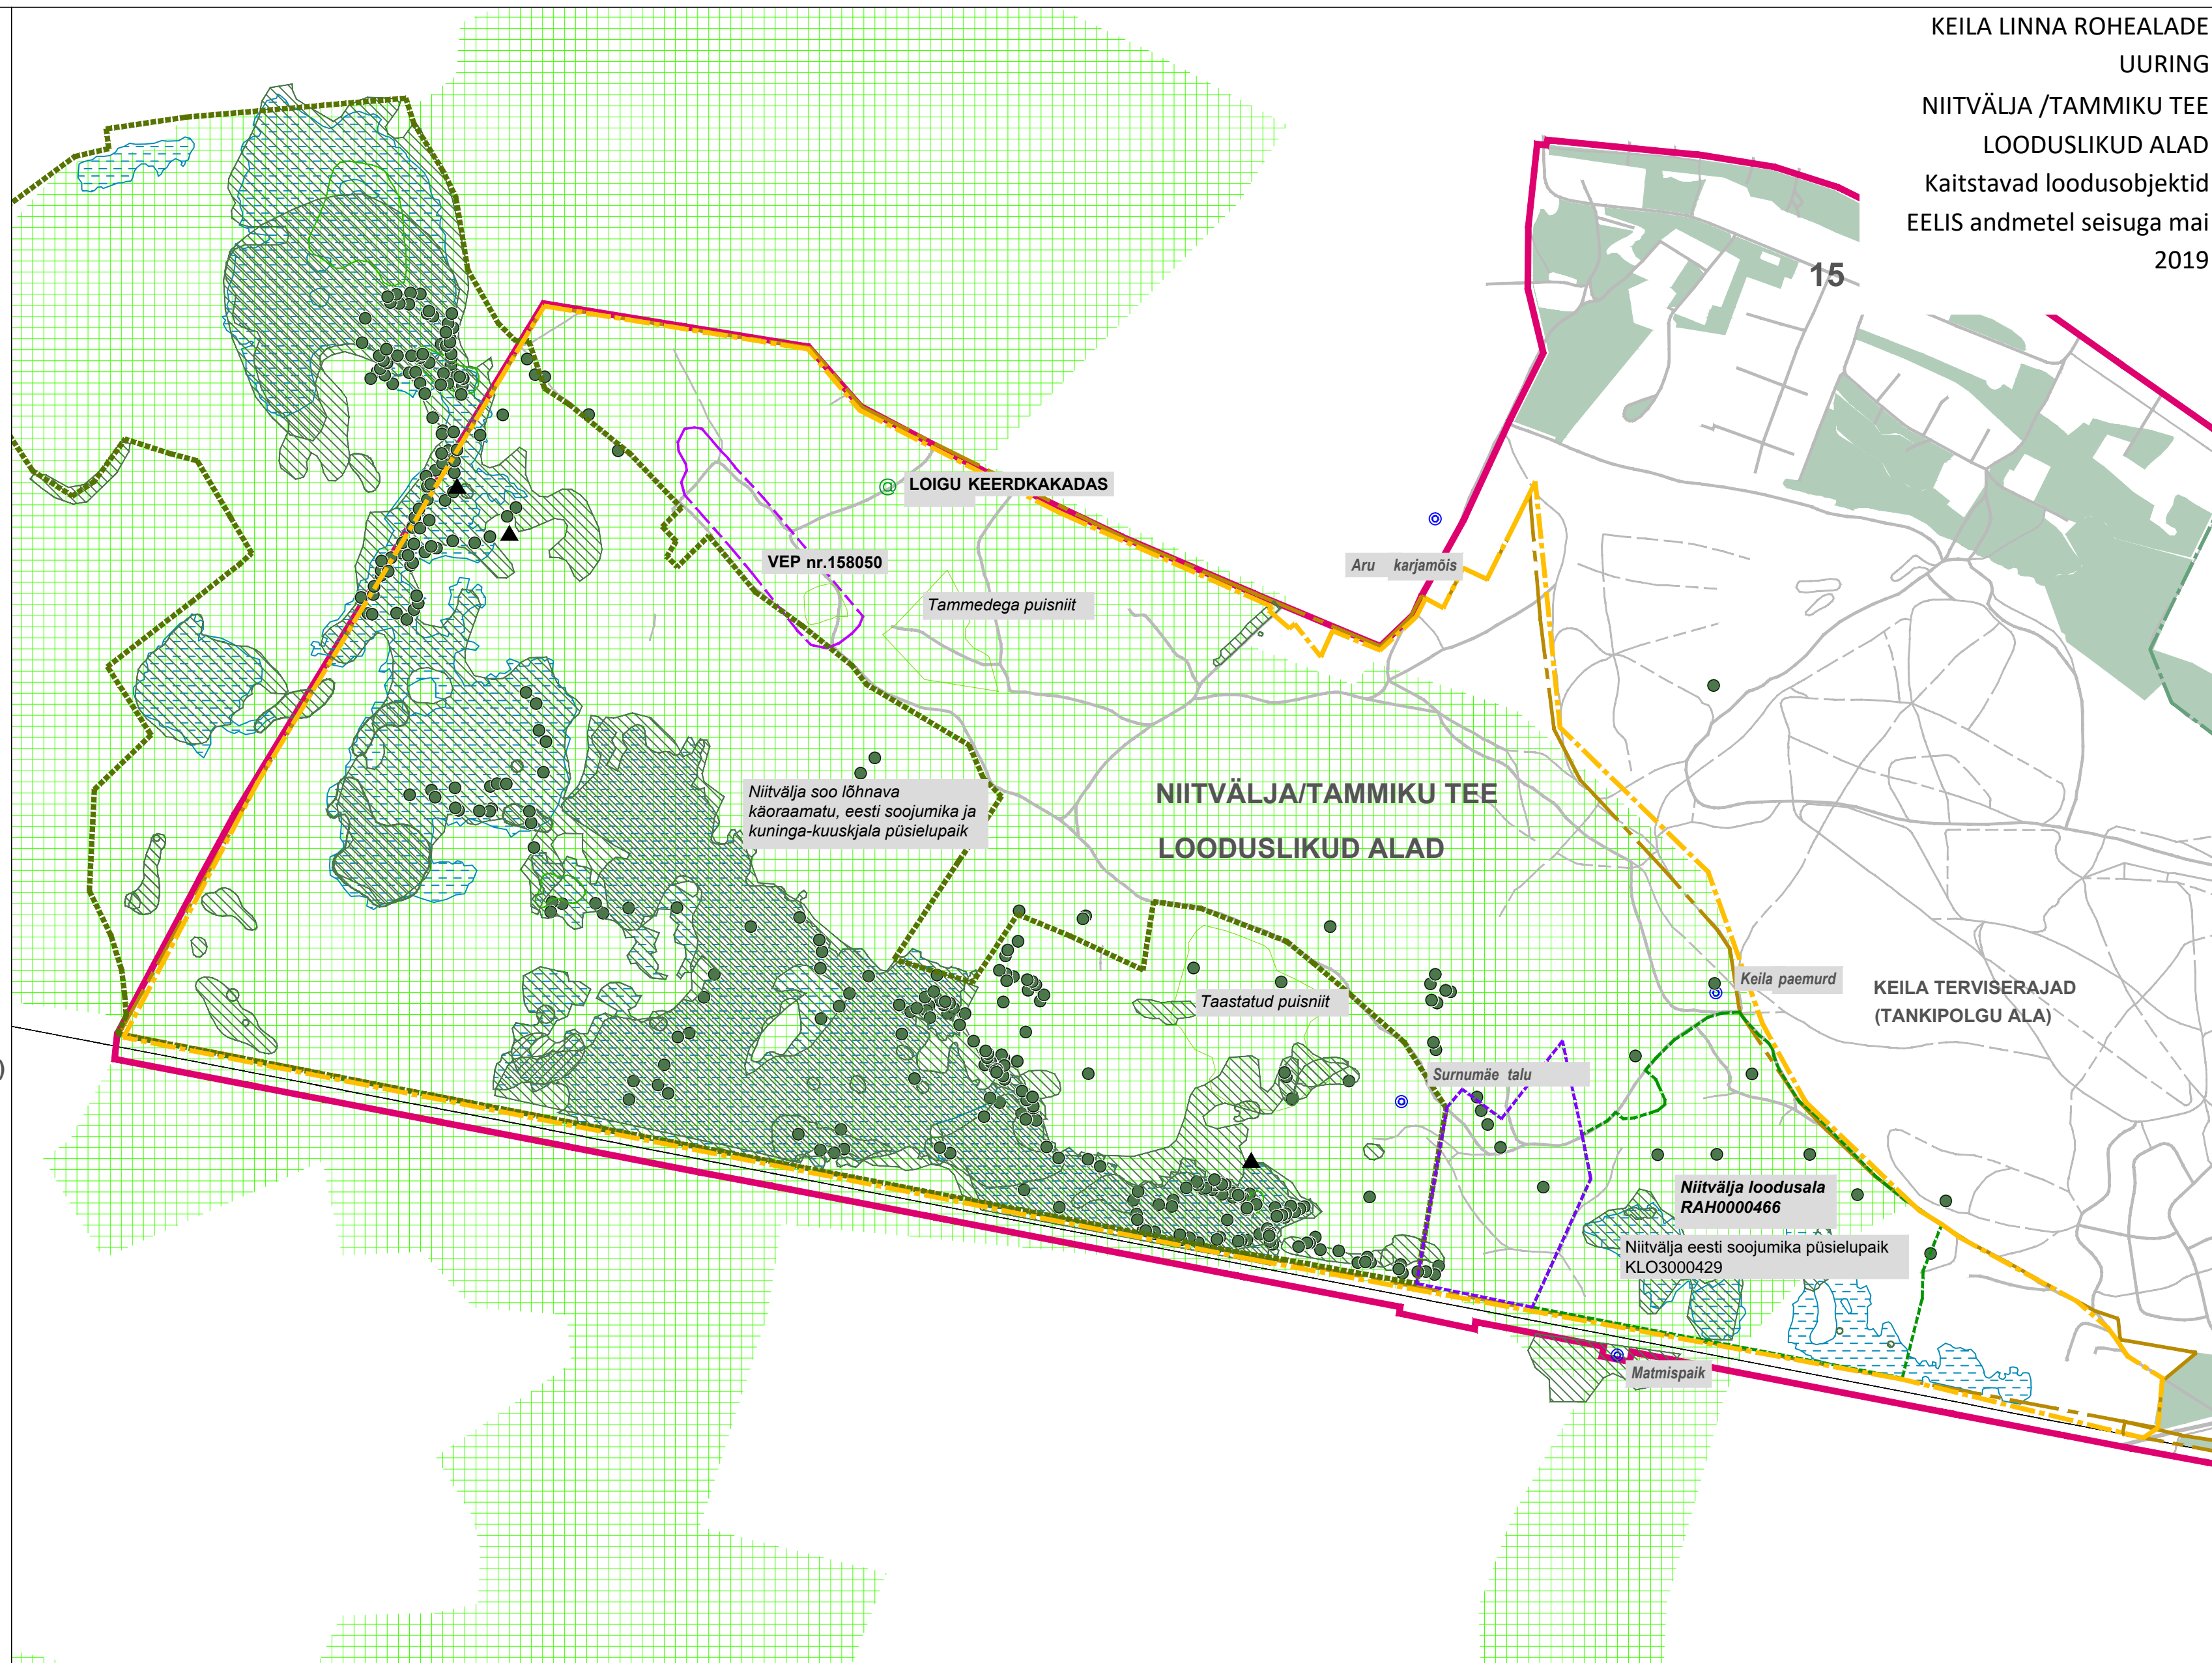 KEILA LINNA ROHEALADE
UURING
NIITVÄLJA /TAMMIKU TEE
LOODUSLIKUD ALAD
Kaitstavad loodusobjektid
EELIS andmetel seisuga mai
2019
15
LOIGU KEERDKAKADAS
VEP nr.158050
Aru karjamõis
Tammedega puisniit
Niitvälja soo lõhnava
käoraamatu, eesti soojumika ja
kuninga-kuuskjala püsielupaik
NIITVÄLJA/TAMMIKU TEE
LOODUSLIKUD ALAD
Keila paemurd
KEILA TERVISERAJAD
(TANKIPOLGU ALA)
Taastatud puisniit
)
Surnumäe talu
Niitvälja loodusala
RAH0000466
Niitvälja eesti soojumika püsielupaik
KLO3000429
Matmispaik